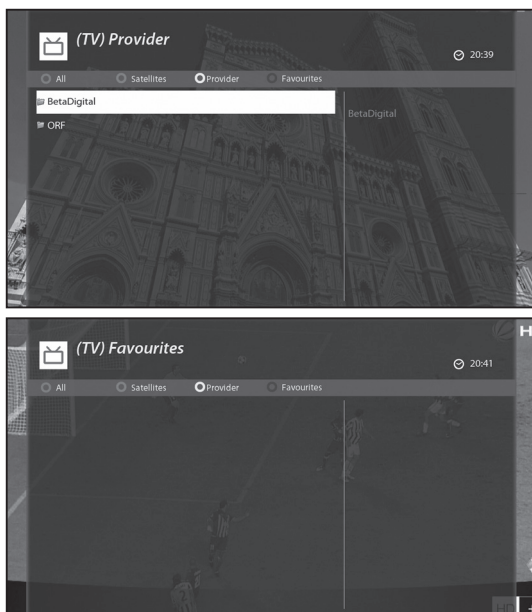 (TV) Provider
20:39
All Satellites Provider Favourites
BetaDigital
BetaDigital
ORF
(TV) Favourites
20:41
All Satellites Provider Favourites
H
HD